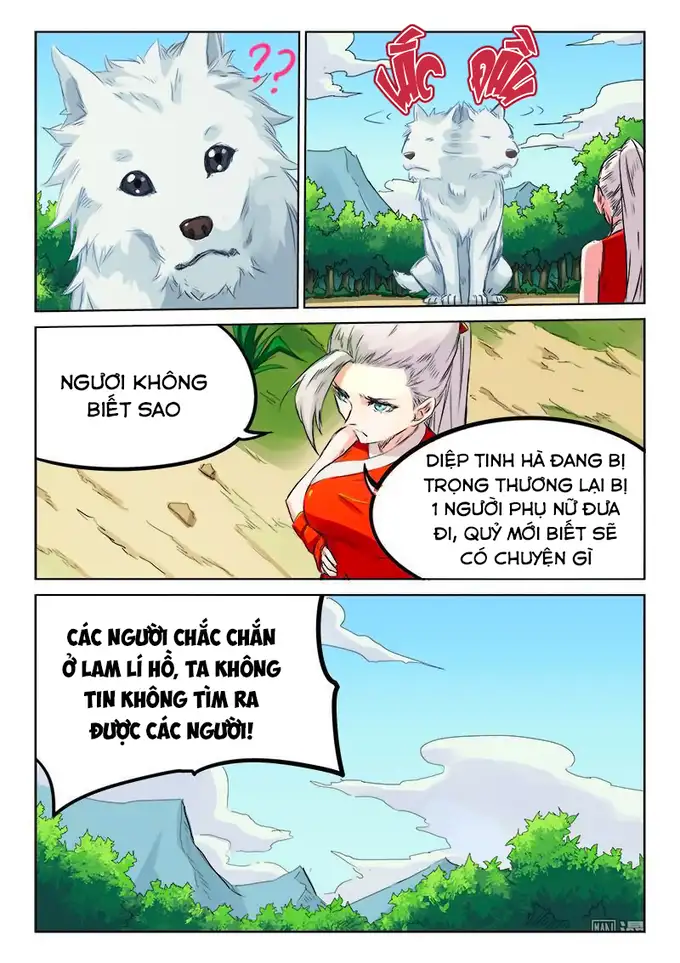 ??
LẮC ĐẦU
NGƯƠI KHÔNG
BIẾT SAO
DIỆP TINH HÀ ĐANG BỊ
TRỌNG THƯƠNG LẠI BỊ
1 NGƯỜI PHỤ NỮ ĐƯA
ĐI, QUỶ MỚI BIẾT SẼ
CÓ CHUYỆN GÌ
CÁC NGƯỜI CHẮC CHẮN
Ở LAM LÍ HỒ, TA KHÔNG
TIN KHÔNG TÌM RA
ĐƯỢC CÁC NGƯỜI!